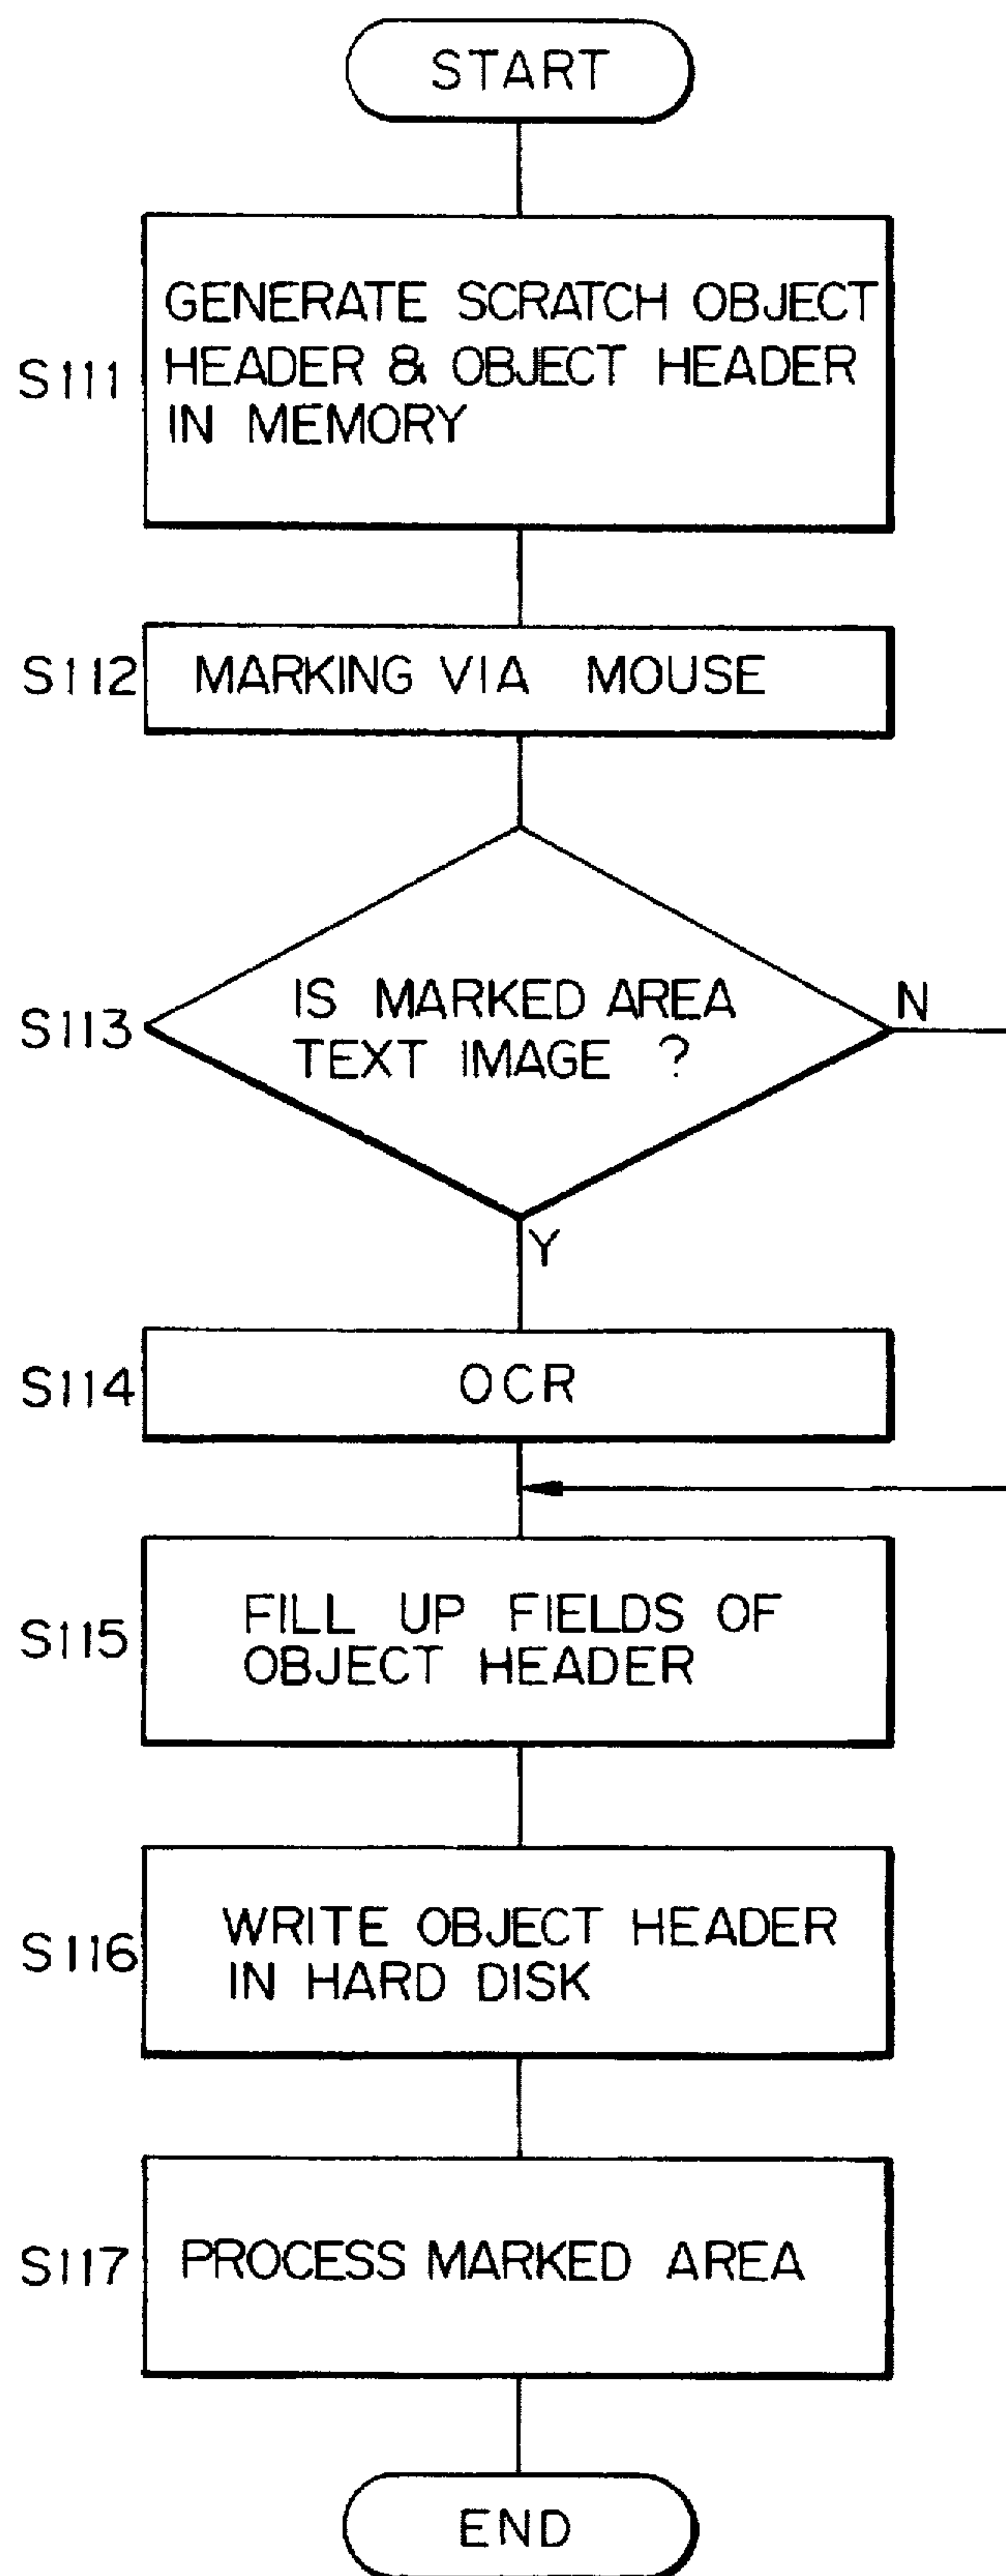 START
S111
GENERATE SCRATCH OBJECT
HEADER & OBJECT HEADER
IN MEMORY
S112
MARKING VIA MOUSE
S113
IS MARKED AREA
TEXT IMAGE ?
N
Y
S114
OCR
S115
FILL UP FIELDS OF
OBJECT HEADER
S116
WRITE OBJECT HEADER
IN HARD DISK
S117
PROCESS MARKED AREA
END